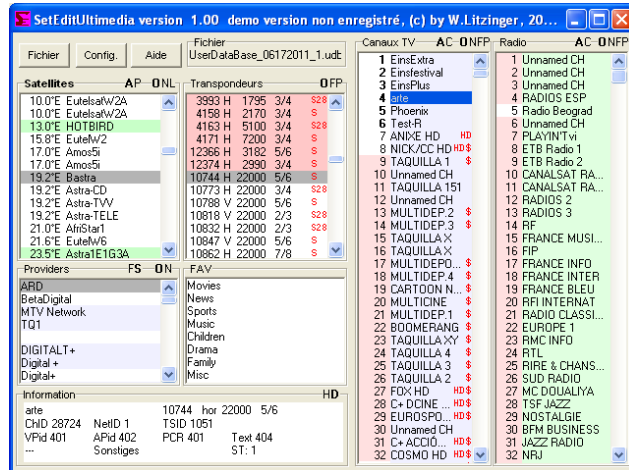 SetEditUltimedia version 1.00 demo version non enregistré, (c) by W.Litzinger, 20...
Fichier Config. Aide
Fichier
UserDataBase_06172011_1.udB
Satellites AP ONL
10.0°E EutelsatW2A
10.0°E EutelsatW2A
13.0°E HOTBIRD
15.8°E EutelW2
17.0°E Amos5i
17.0°E Amos5i
19.2°E Bastra
19.2°E Astra-CD
19.2°E Astra-TVV
19.2°E Astra-TELE
21.0°E AfriStar1
21.6°E EutelW6
23.5°E Astra1E1G3A
Transpondeurs OFP
3993 H 1795 3/4 S28
4158 H 2170 3/4 S
4163 H 5100 3/4 S28
4171 H 7200 3/4 S
12366 H 3182 5/6 S
12374 H 2990 3/4 S
10744 H 22000 5/6 S
10773 H 22000 3/4 S28
10788 V 22000 5/6 S
10818 V 22000 2/3 S28
10832 H 22000 2/3 S28
10847 V 22000 5/6 S
10862 H 22000 7/8 S
Providers FS ON
ARD
BetaDigital
MTV Network
TQ1
DIGITALT+
Digital +
Digital+
FAV
Movies
News
Sports
Music
Children
Drama
Family
Misc
Information HD
arte 10744 hor 22000 5/6
ChID 28724 NetID 1 TSID 1051
VPid 401 APid 402 PCR 401 Text 404
--- Sonstiges ST: 1
Canaux TV AC ONFP
1 EinsExtra
2 Einsfestival
3 EinsPlus
4 arte
5 Phoenix
6 Test-R
7 ANIXE HD HD
8 NICK/CC HD HD$
9 TAQUILLA 1 $
10 Unnamed CH
11 TAQUILLA 151
12 Unnamed CH
13 MULTIDEP.2 $
14 MULTIDEP.3 $
15 TAQUILLA X
16 TAQUILLA X
17 MULTIDEPO... $
18 MULTIDEP.4 $
19 CARTOON N... $
20 MULTICINE $
21 MULTIDEP.1 $
22 BOOMERANG $
23 TAQUILLA XY $
24 TAQUILLA 4 $
25 TAQUILLA 3 $
26 TAQUILLA 2 $
27 FOX HD HD$
28 C+ DCINE ... HD$
29 EUROSPO... HD$
30 Unnamed CH
31 C+ ACCIÓ... HD$
32 COSMO HD HD$
Radio AC ONFP
1 Unnamed CH
2 Unnamed CH
3 Unnamed CH
4 RADIOS ESP
5 Radio Beograd
6 Unnamed CH
7 PLAYIN'Tvi
8 ETB Radio 1
9 ETB Radio 2
10 CANALSAT RA...
11 CANALSAT RA...
12 RADIOS 2
13 RADIOS 3
14 RF
15 FRANCE MUSI...
16 FIP
17 FRANCE INFO
18 FRANCE INTER
19 FRANCE BLEU
20 RFI INTERNAT
21 RADIO CLASSI...
22 EUROPE 1
23 RMC INFO
24 RTL
25 RIRE & CHANS...
26 SUD RADIO
27 MC DOUALIYA
28 TSF JAZZ
29 NOSTALGIE
30 BFM BUSINESS
31 JAZZ RADIO
32 NRJ